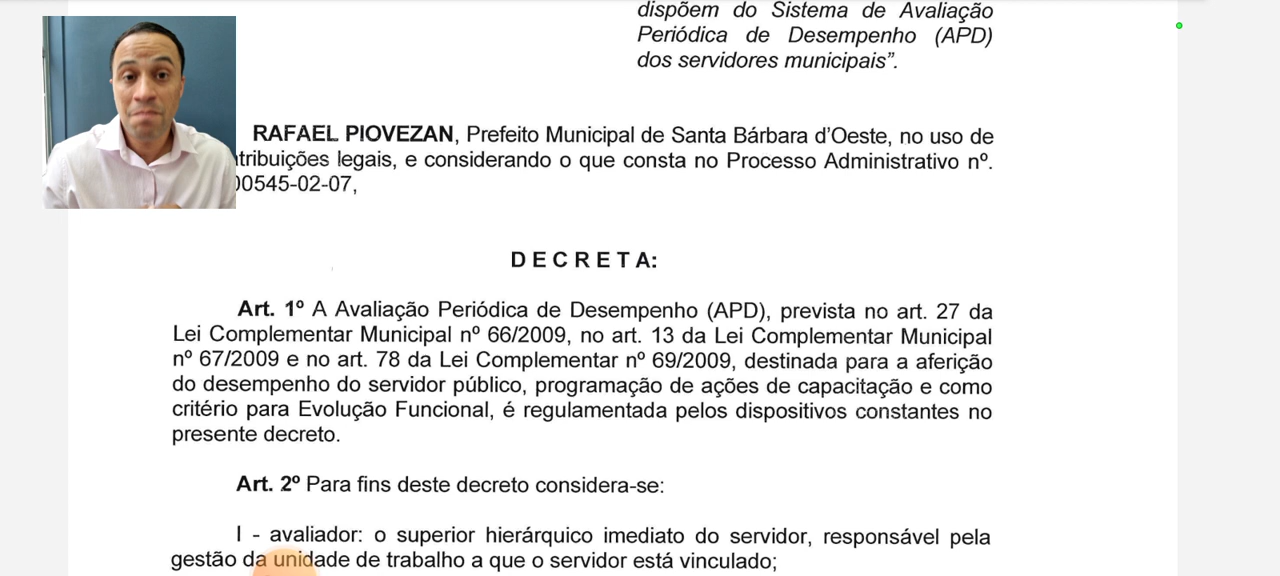 dispõem do Sistema de Avaliação
Periódica de Desempenho (APD)
dos servidores municipais”.
RAFAEL PIOVEZAN, Prefeito Municipal de Santa Bárbara d’Oeste, no uso de
tribuições legais, e considerando o que consta no Processo Administrativo nº.
00545-02-07,
D E C R E T A:
Art. 1º A Avaliação Periódica de Desempenho (APD), prevista no art. 27 da
Lei Complementar Municipal nº 66/2009, no art. 13 da Lei Complementar Municipal
nº 67/2009 e no art. 78 da Lei Complementar nº 69/2009, destinada para a aferição
do desempenho do servidor público, programação de ações de capacitação e como
critério para Evolução Funcional, é regulamentada pelos dispositivos constantes no
presente decreto.
Art. 2º Para fins deste decreto considera-se:
I - avaliador: o superior hierárquico imediato do servidor, responsável pela
gestão da unidade de trabalho a que o servidor está vinculado;